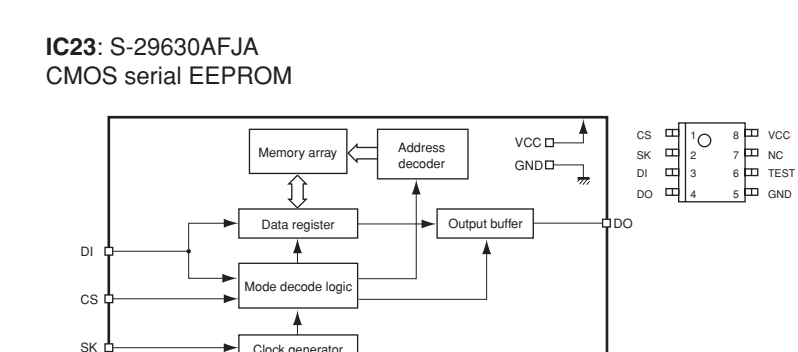 IC23: S-29630AFJA
CMOS serial EEPROM
Memory array
Address
decoder
VCC
GND
Data register
Output buffer
DO
DI
Mode decode logic
CS
SK
Clock generator
CS 1 8 VCC
SK 2 7 NC
DI 3 6 TEST
DO 4 5 GND